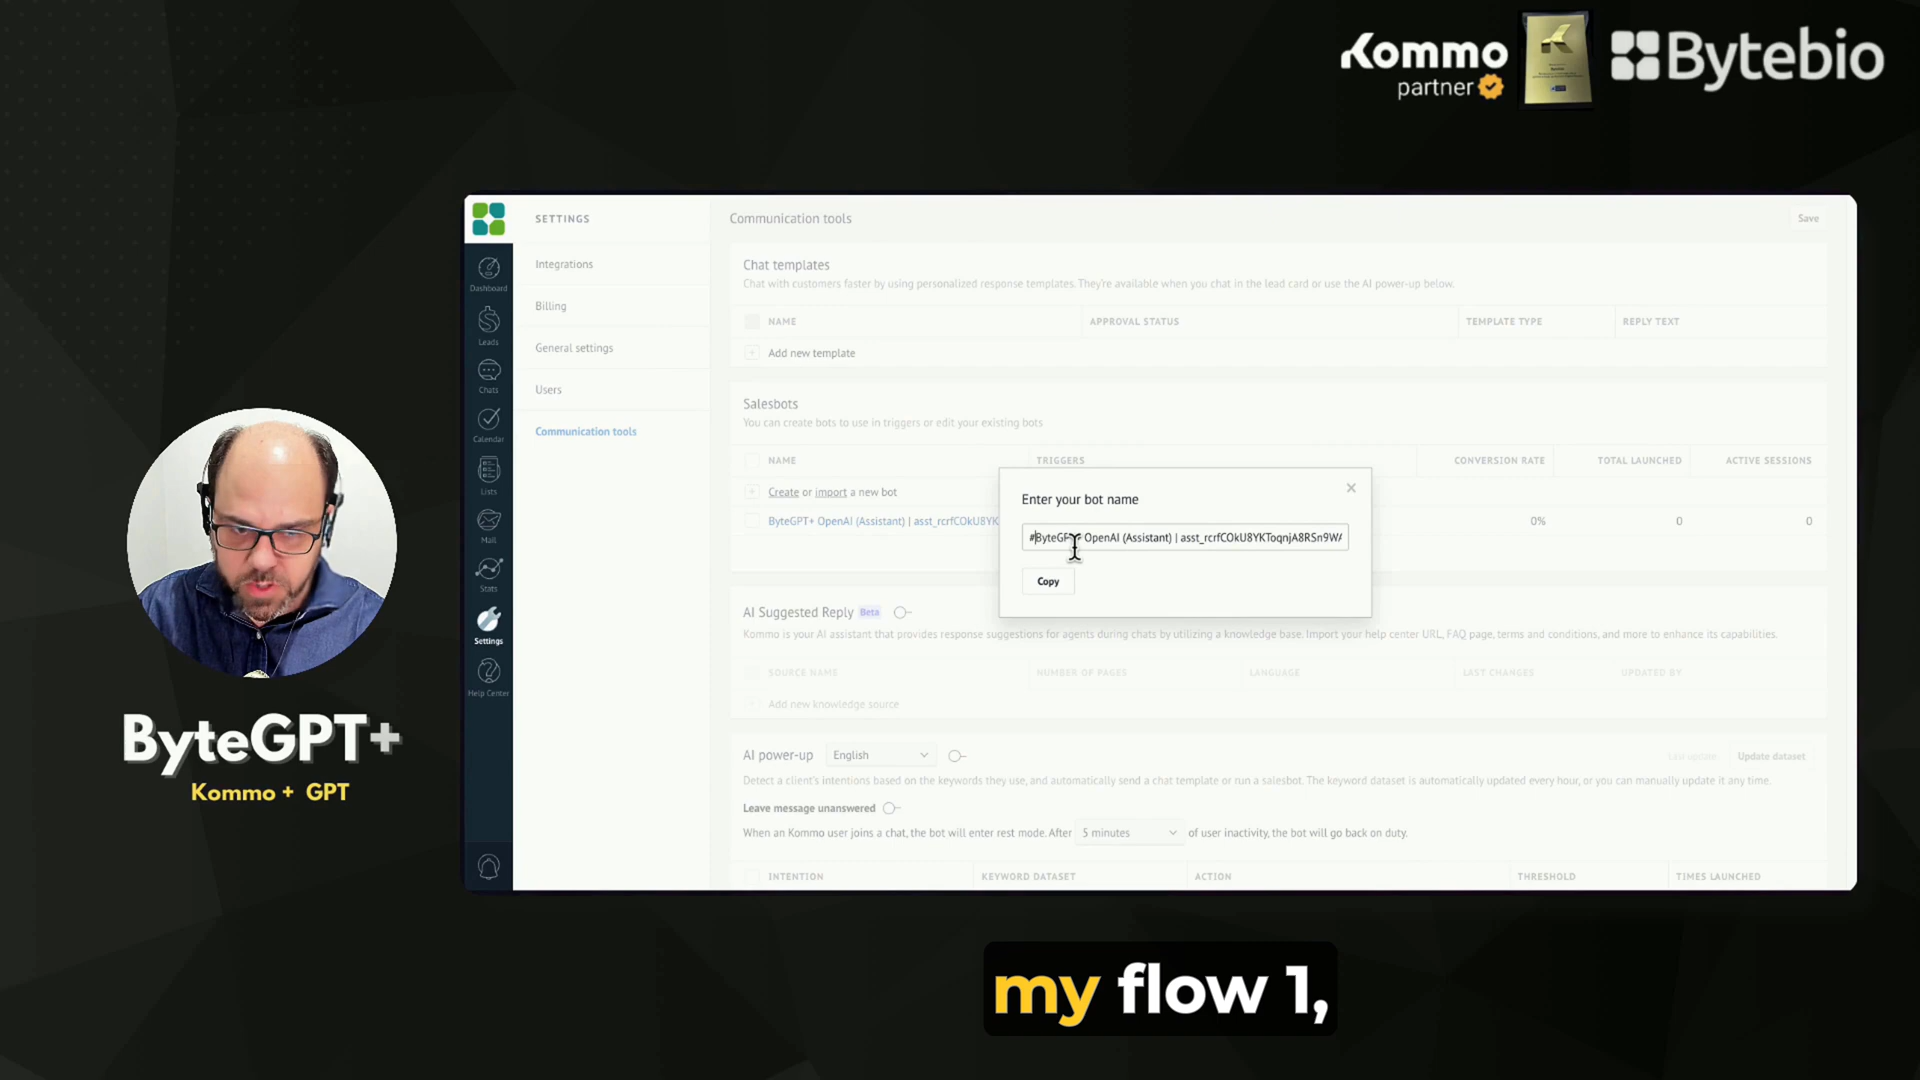 Kommo
partner
Bytebio
SETTINGS
Communication tools
Save
Dashboard
Leads
Chats
Calendar
Lists
Mail
Stats
Settings
Help Center
Integrations
Billing
General settings
Users
Communication tools
Chat templates
Chat with customers faster by using personalized response templates. They're available when you chat in the lead card or use the AI power-up below.
NAME APPROVAL STATUS TEMPLATE TYPE REPLY TEXT
Add new template
Salesbots
You can create bots to use in triggers or edit your existing bots
NAME TRIGGERS CONVERSION RATE TOTAL LAUNCHED ACTIVE SESSIONS
Create or import a new bot
ByteGPT+ OpenAI (Assistant) | asst_rcrfCOkU8YK 0% 0 0
Enter your bot name
#ByteGPT+ OpenAI (Assistant) | asst_rcrfCOkU8YKToqnjA8RSn9WA
Copy
AI Suggested Reply Beta
Kommo is your AI assistant that provides response suggestions for agents during chats by utilizing a knowledge base. Import your help center URL, FAQ page, terms and conditions, and more to enhance its capabilities.
SOURCE NAME NUMBER OF PAGES LANGUAGE LAST CHANGES UPDATED BY
Add new knowledge source
AI power-up English Last update Update dataset
Detect a client's intentions based on the keywords they use, and automatically send a chat template or run a salesbot. The keyword dataset is automatically updated every hour, or you can manually update it any time.
Leave message unanswered
When an Kommo user joins a chat, the bot will enter rest mode. After 5 minutes of user inactivity, the bot will go back on duty.
INTENTION KEYWORD DATASET ACTION THRESHOLD TIMES LAUNCHED
ByteGPT+
Kommo + GPT
my flow 1,